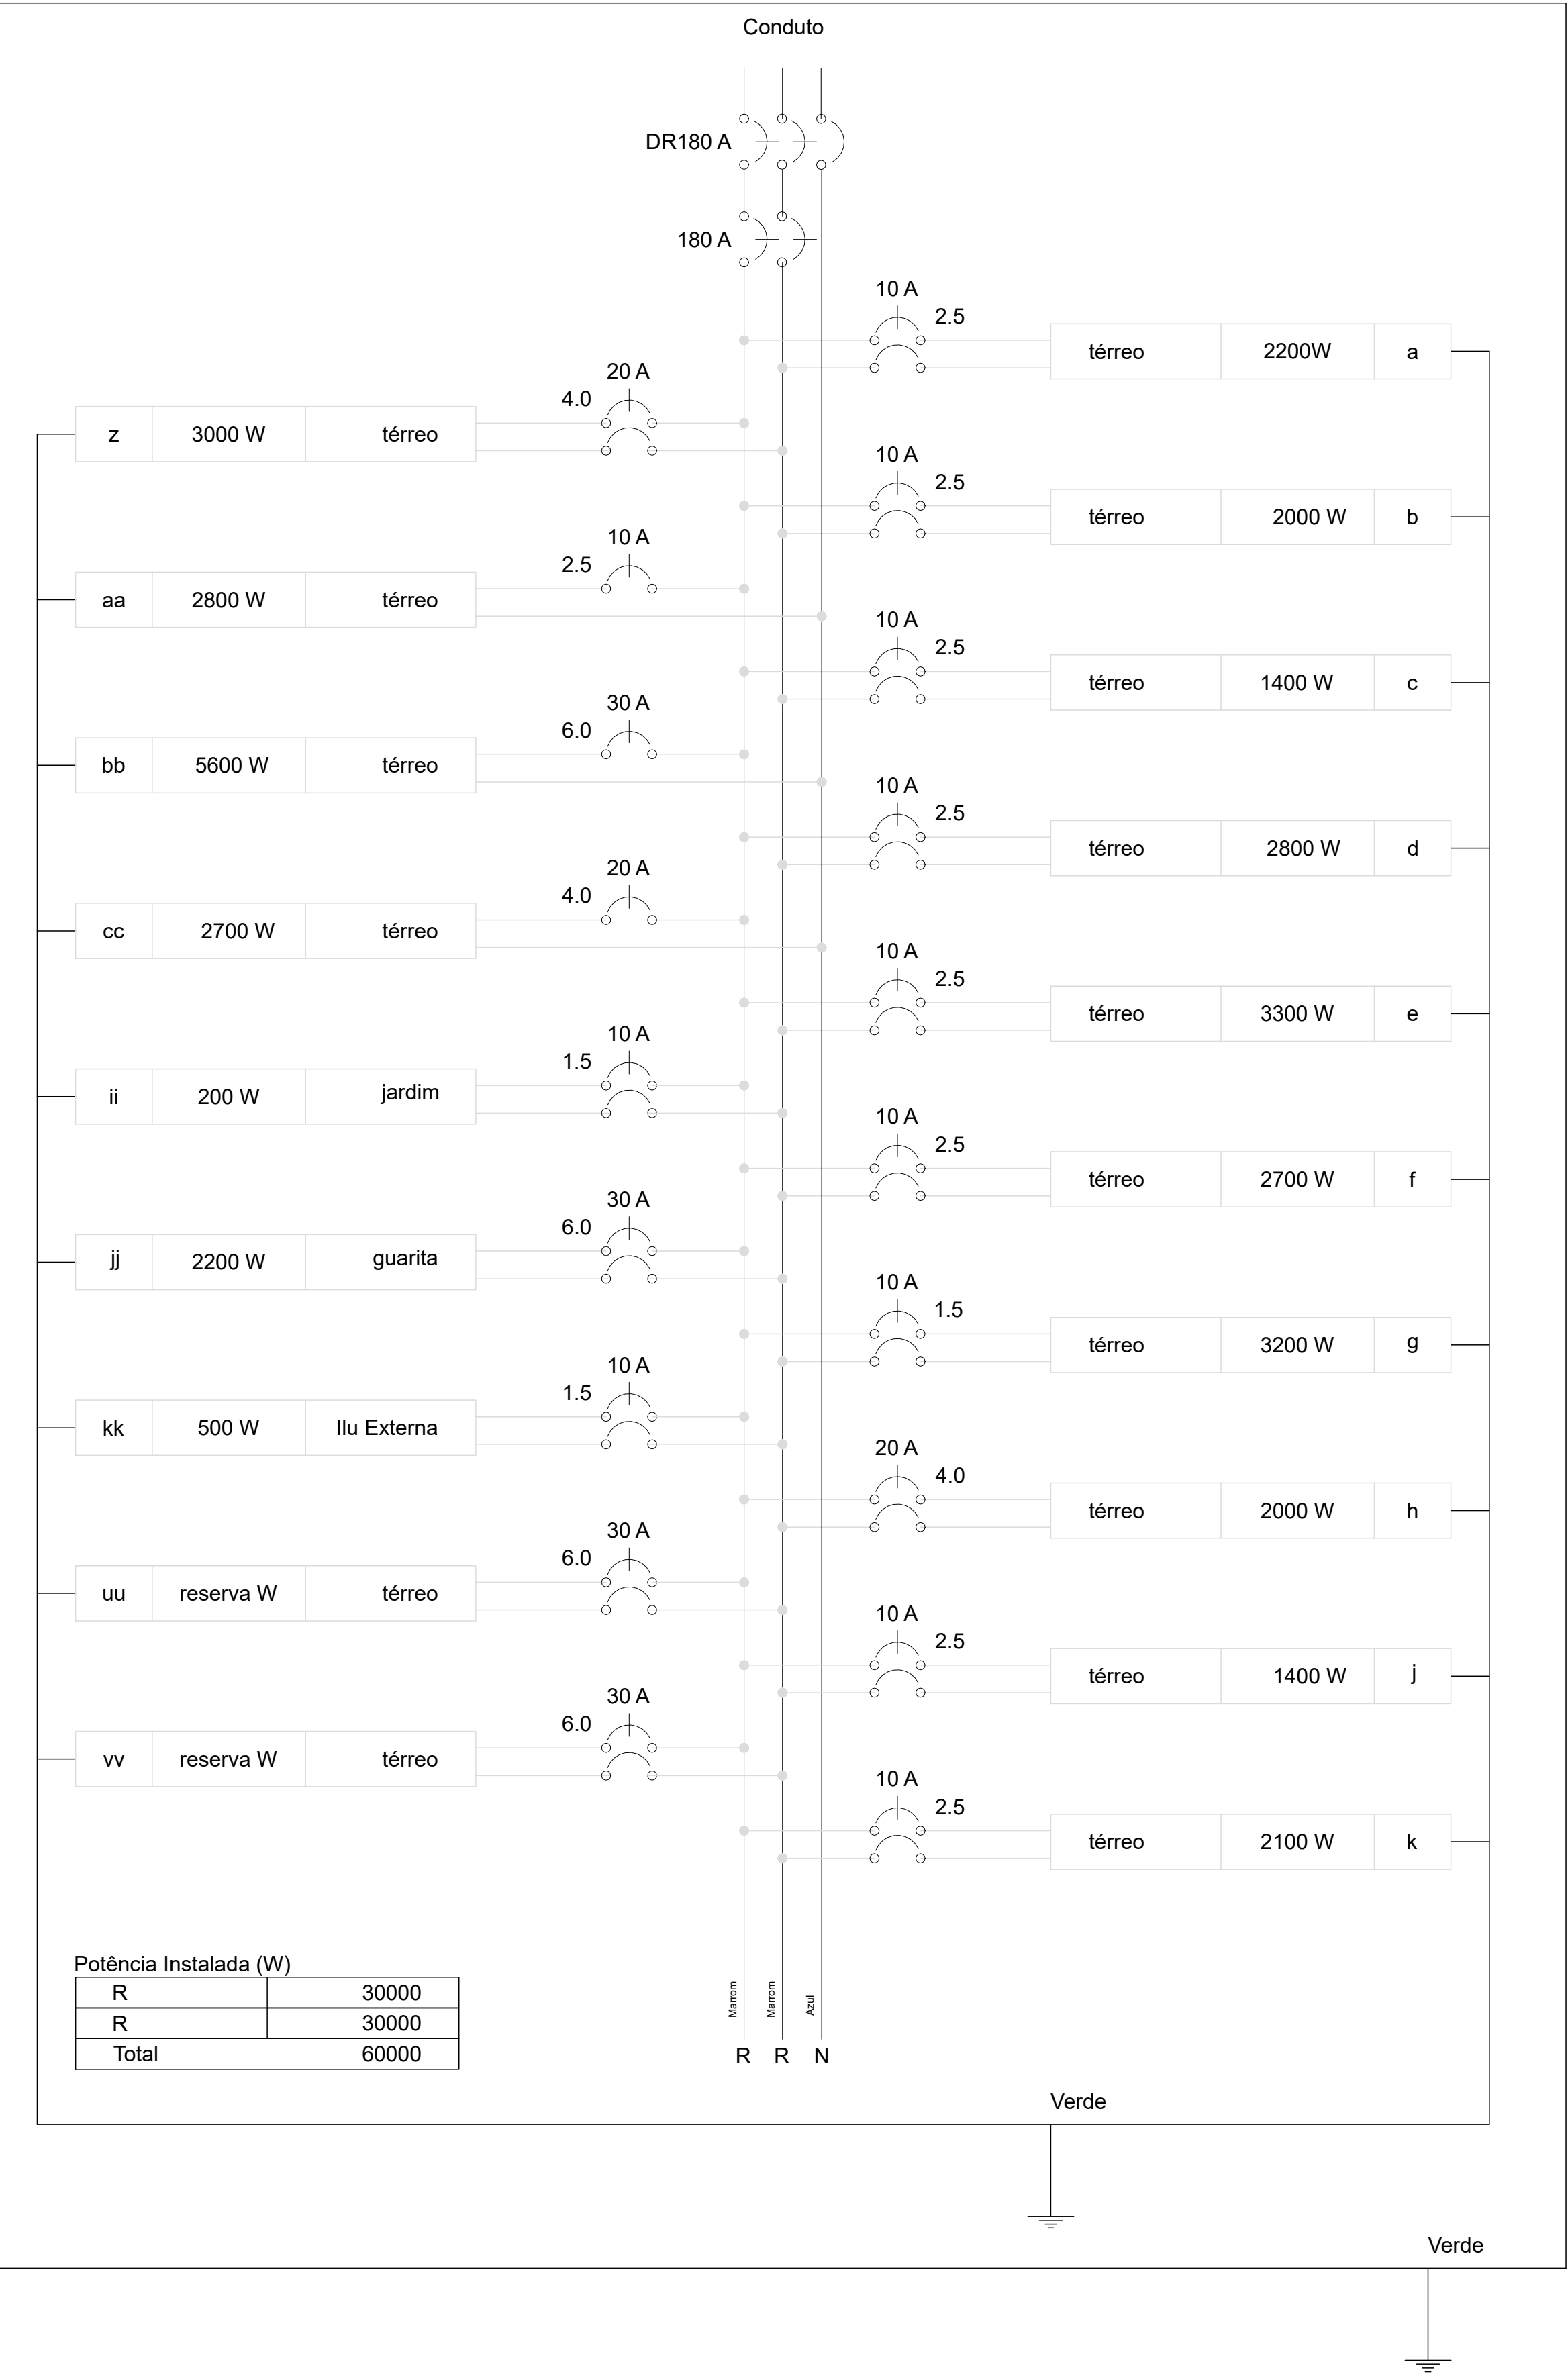 Conduto
DR180 A
180 A
10 A
2.5
térreo 2200W a
20 A
4.0
z 3000 W térreo
10 A
2.5
térreo 2000 W b
10 A
2.5
aa 2800 W térreo
10 A
2.5
térreo 1400 W c
30 A
6.0
bb 5600 W térreo
10 A
2.5
térreo 2800 W d
20 A
4.0
cc 2700 W térreo
10 A
2.5
térreo 3300 W e
10 A
1.5
ii 200 W jardim
10 A
2.5
térreo 2700 W f
30 A
6.0
jj 2200 W guarita
10 A
1.5
térreo 3200 W g
10 A
1.5
kk 500 W Ilu Externa
20 A
4.0
térreo 2000 W h
30 A
6.0
uu reserva W térreo
10 A
2.5
térreo 1400 W j
30 A
6.0
vv reserva W térreo
10 A
2.5
térreo 2100 W k
Potência Instalada (W)
R 30000
R 30000
Total 60000
Marrom
Marrom
Azul
R R N
Verde
Verde